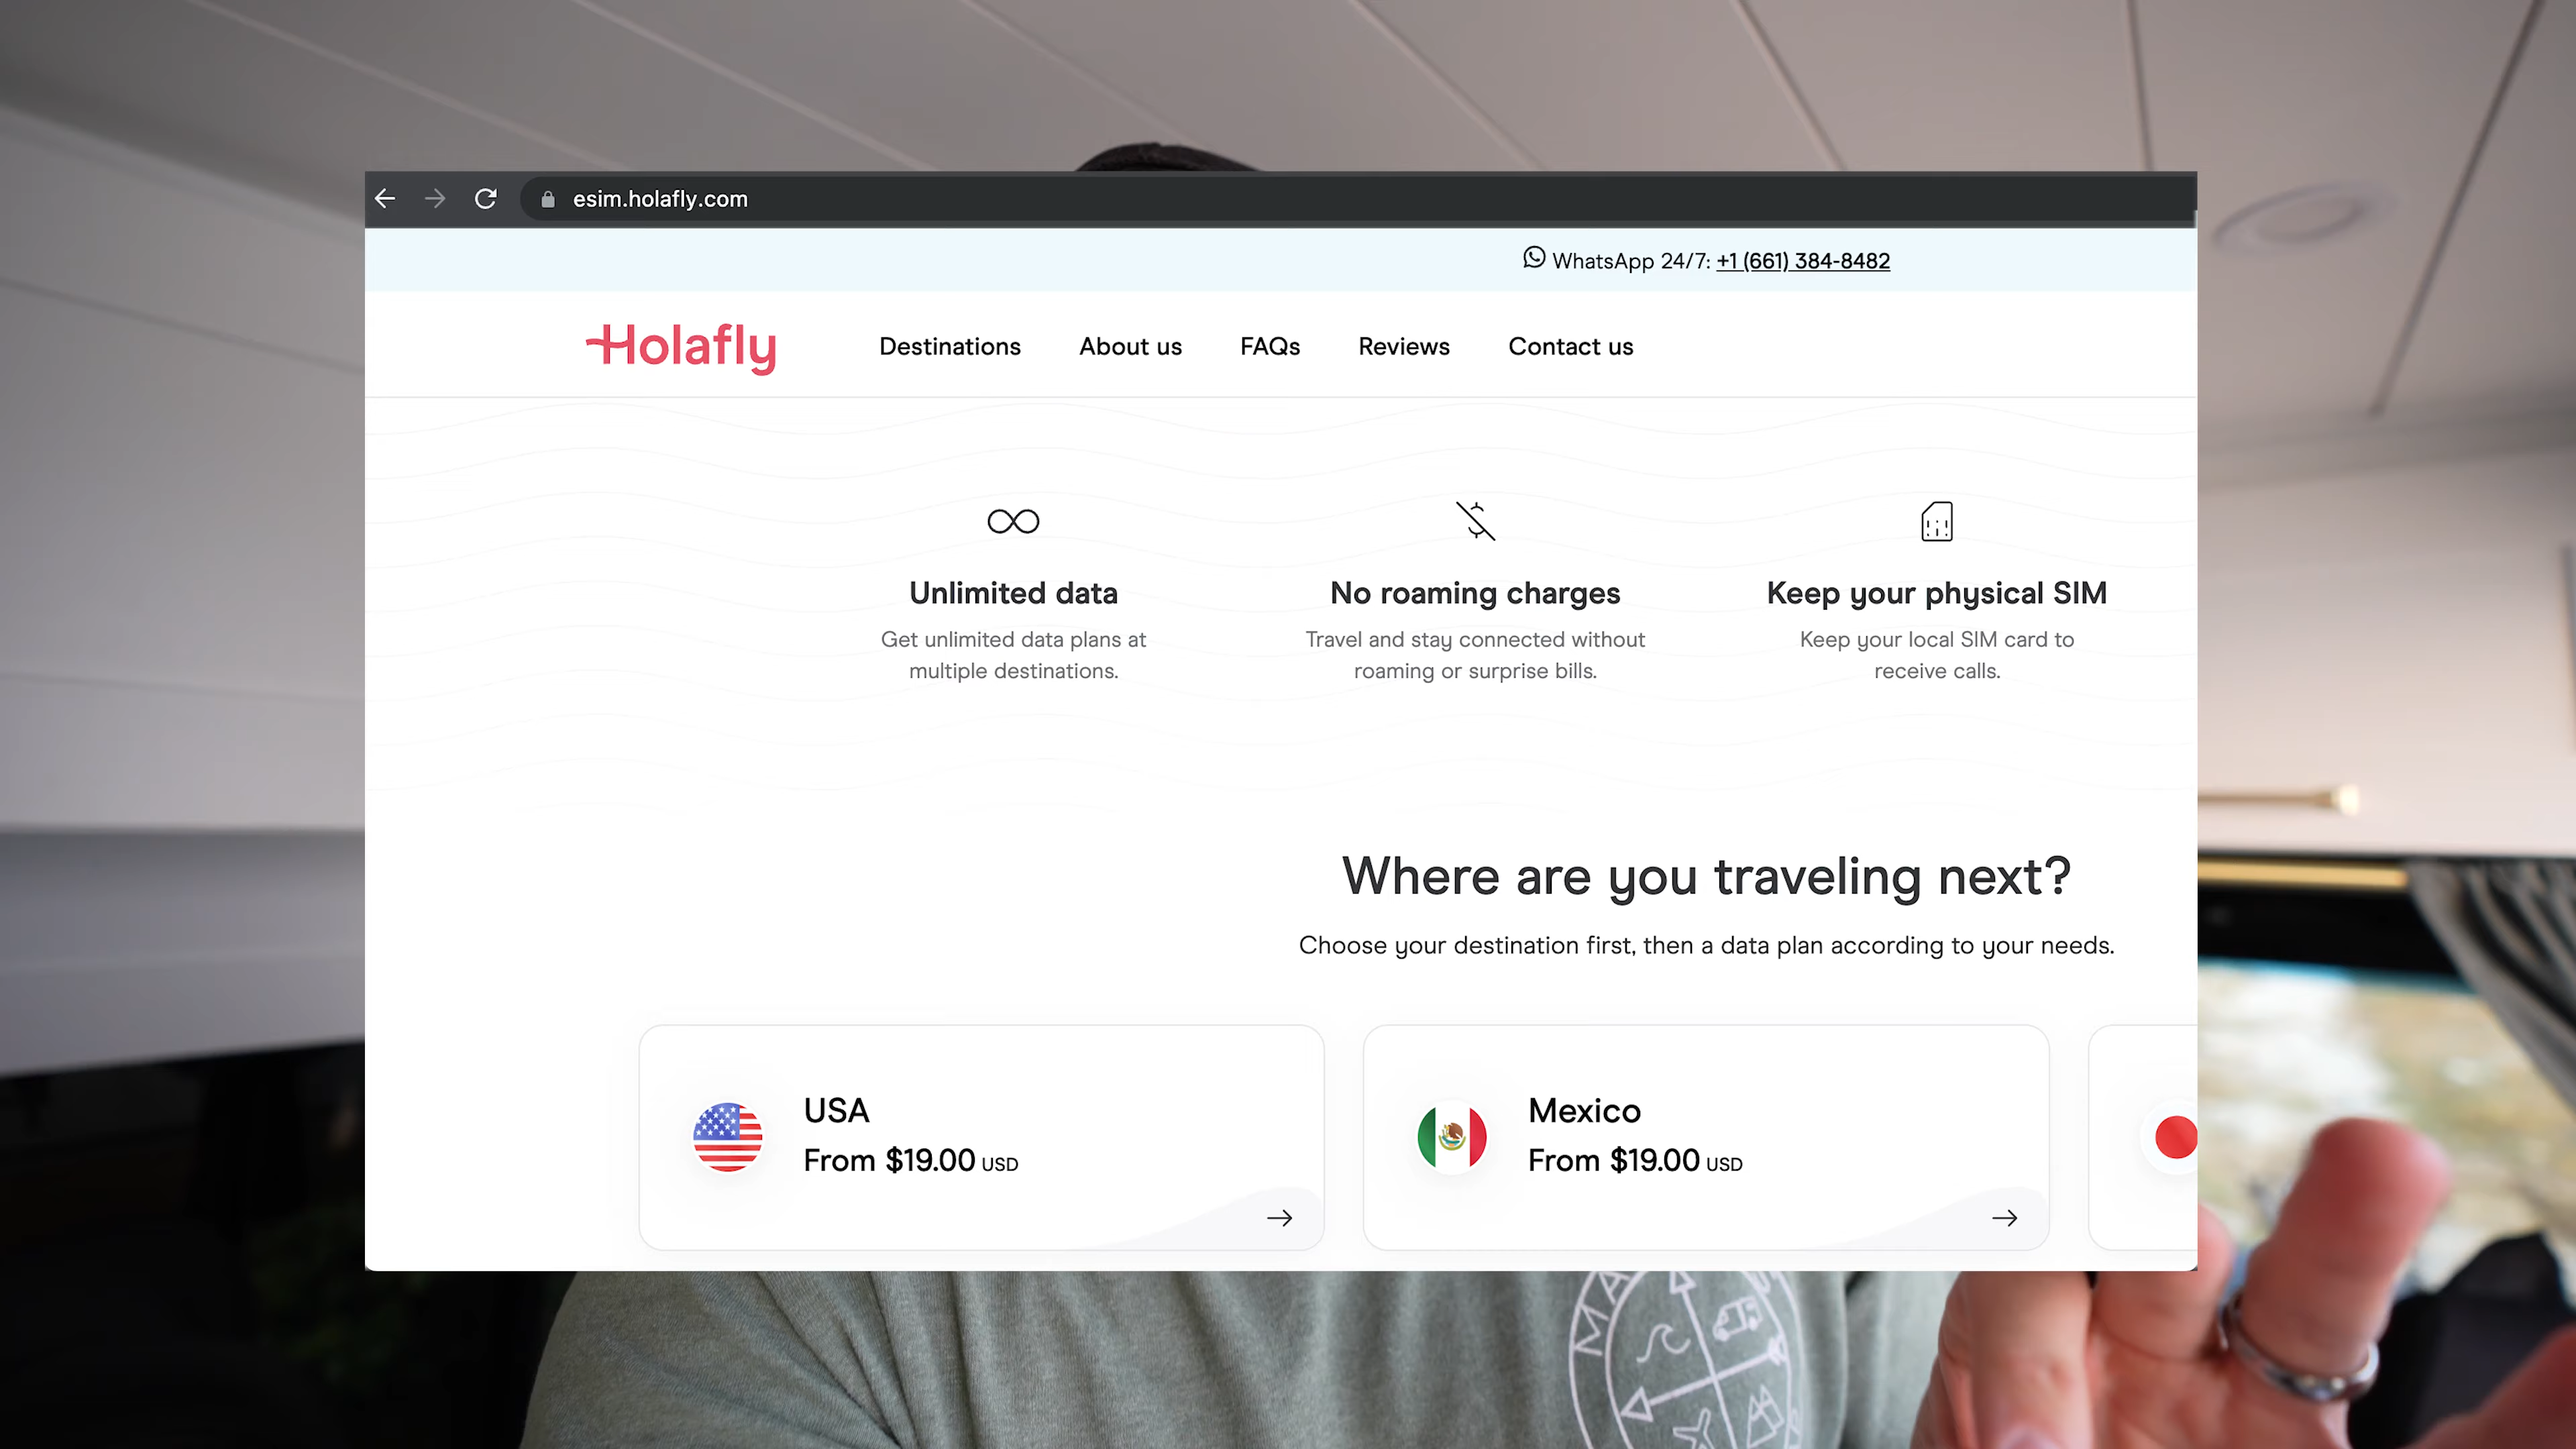 esim.holafly.com
WhatsApp 24/7: +1 (661) 384-8482
Holafly
Destinations
About us
FAQs
Reviews
Contact us
Unlimited data
Get unlimited data plans at
multiple destinations.
No roaming charges
Travel and stay connected without
roaming or surprise bills.
Keep your physical SIM
Keep your local SIM card to
receive calls.
Where are you traveling next?
Choose your destination first, then a data plan according to your needs.
USA
From $19.00 USD
Mexico
From $19.00 USD